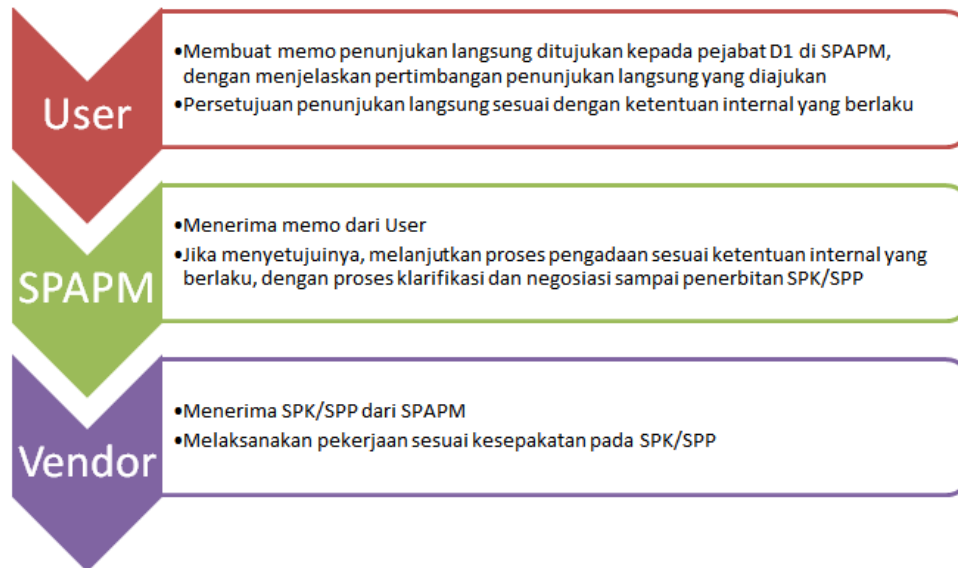 User
•Membuat memo penunjukan langsung ditujukan kepada pejabat D1 di SPAPM,
dengan menjelaskan pertimbangan penunjukan langsung yang diajukan
•Persetujuan penunjukan langsung sesuai dengan ketentuan internal yang berlaku
SPAPM
•Menerima memo dari User
•Jika menyetujuinya, melanjutkan proses pengadaan sesuai ketentuan internal yang
berlaku, dengan proses klarifikasi dan negosiasi sampai penerbitan SPK/SPP
Vendor
•Menerima SPK/SPP dari SPAPM
•Melaksanakan pekerjaan sesuai kesepakatan pada SPK/SPP